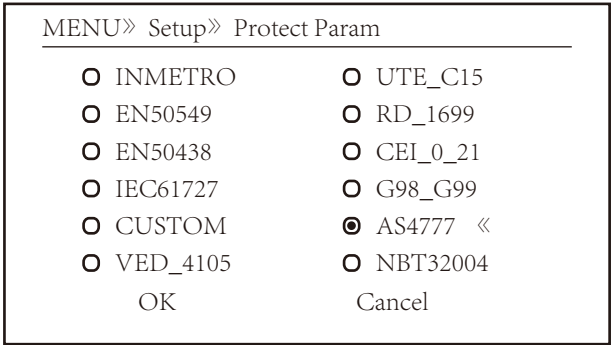 MENU》 Setup》 Protect Param
INMETRO UTE_C15
EN50549 RD_1699
EN50438 CEI_0_21
IEC61727 G98_G99
CUSTOM AS4777 《
VED_4105 NBT32004
OK Cancel